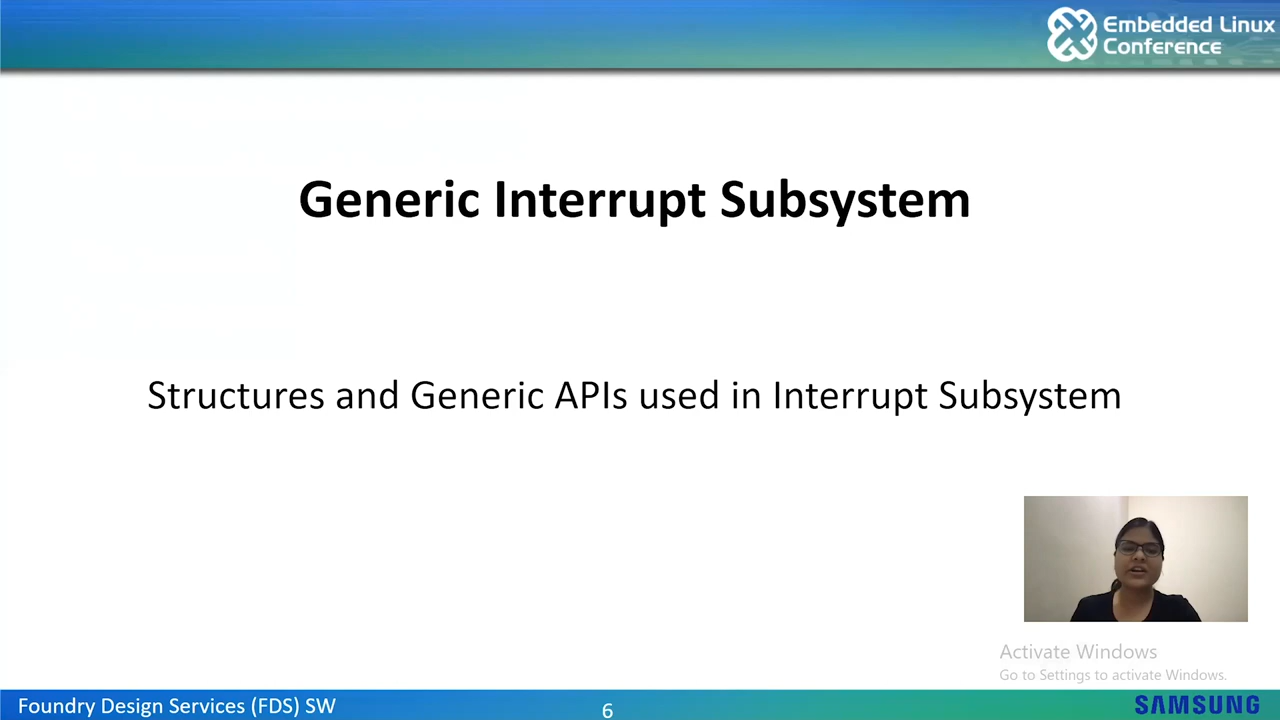 Embedded Linux
Conference
Generic Interrupt Subsystem
Structures and Generic APIs used in Interrupt Subsystem
Activate Windows
Go to Settings to activate Windows.
Foundry Design Services (FDS) SW
6
SAMSUNG